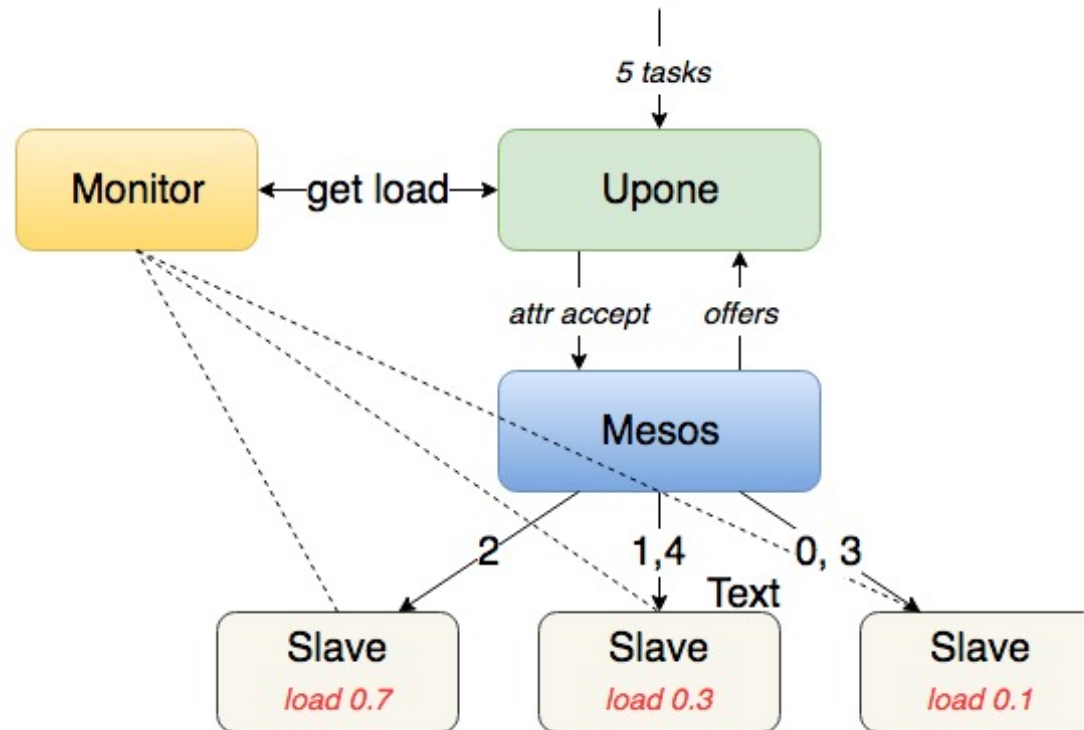 5 tasks
Monitor
get load
Upone
attr accept
offers
Mesos
2
1,4
0, 3
Text
Slave
load 0.7
Slave
load 0.3
Slave
load 0.1